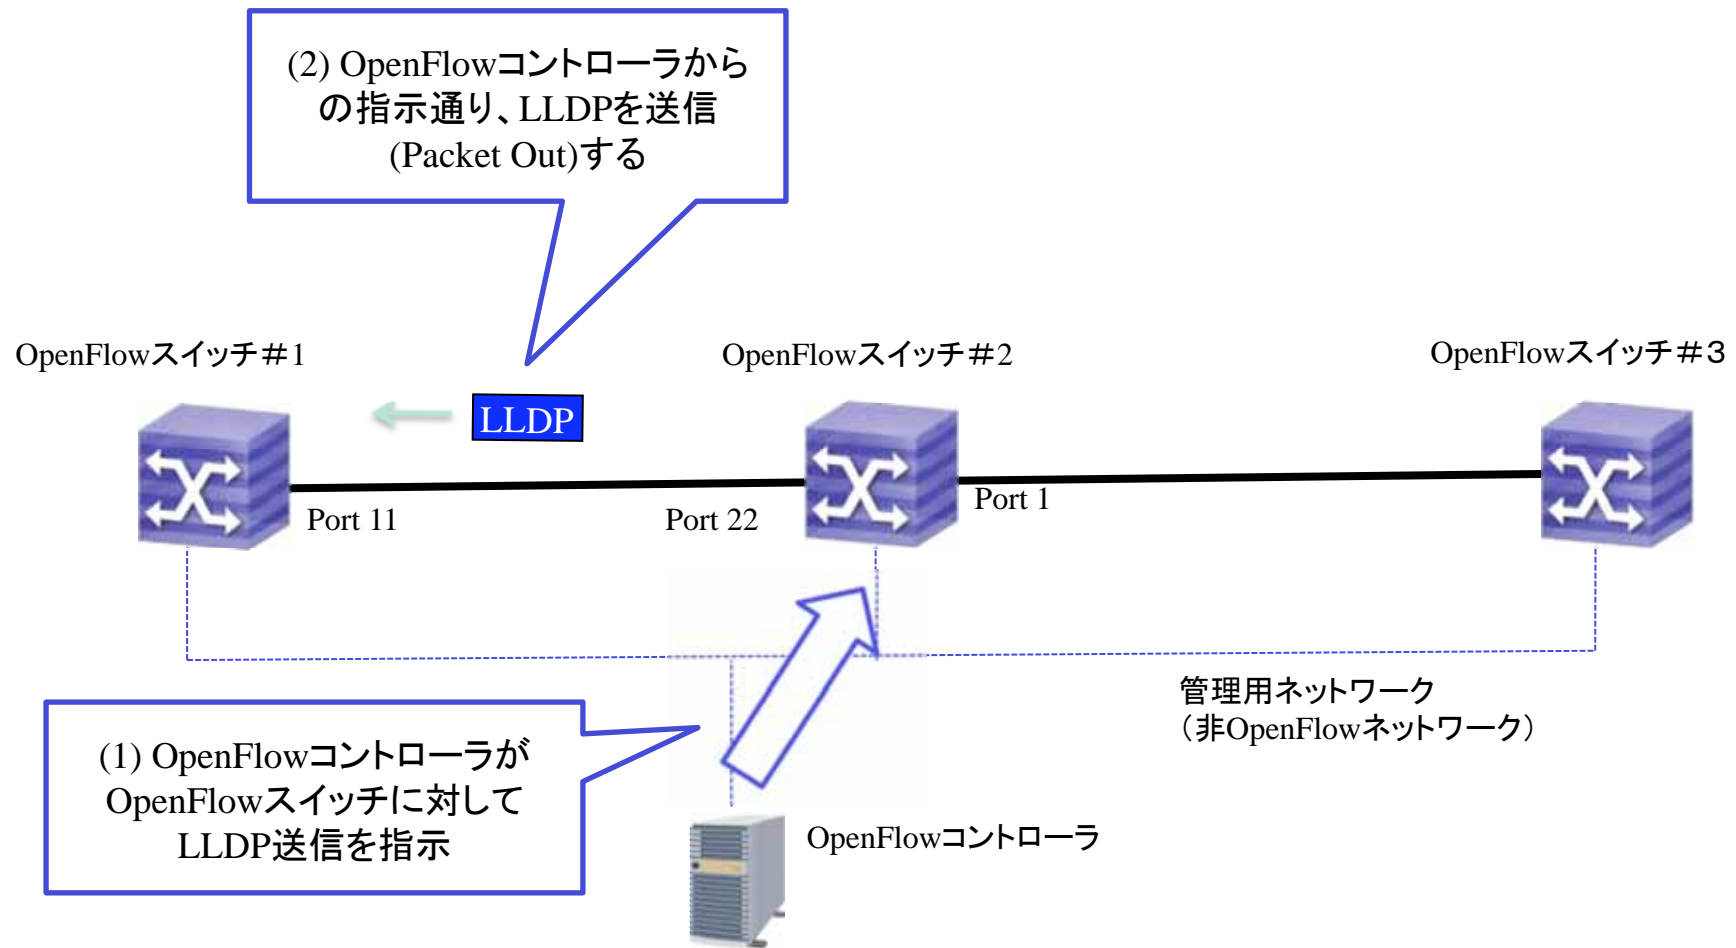 (2) OpenFlowコントローラから
の指示通り、LLDPを送信
(Packet Out)する
OpenFlowスイッチ＃1
OpenFlowスイッチ＃2
OpenFlowスイッチ＃3
LLDP
Port 11
Port 22
Port 1
管理用ネットワーク
（非OpenFlowネットワーク）
(1) OpenFlowコントローラが
OpenFlowスイッチに対して
LLDP送信を指示
OpenFlowコントローラ